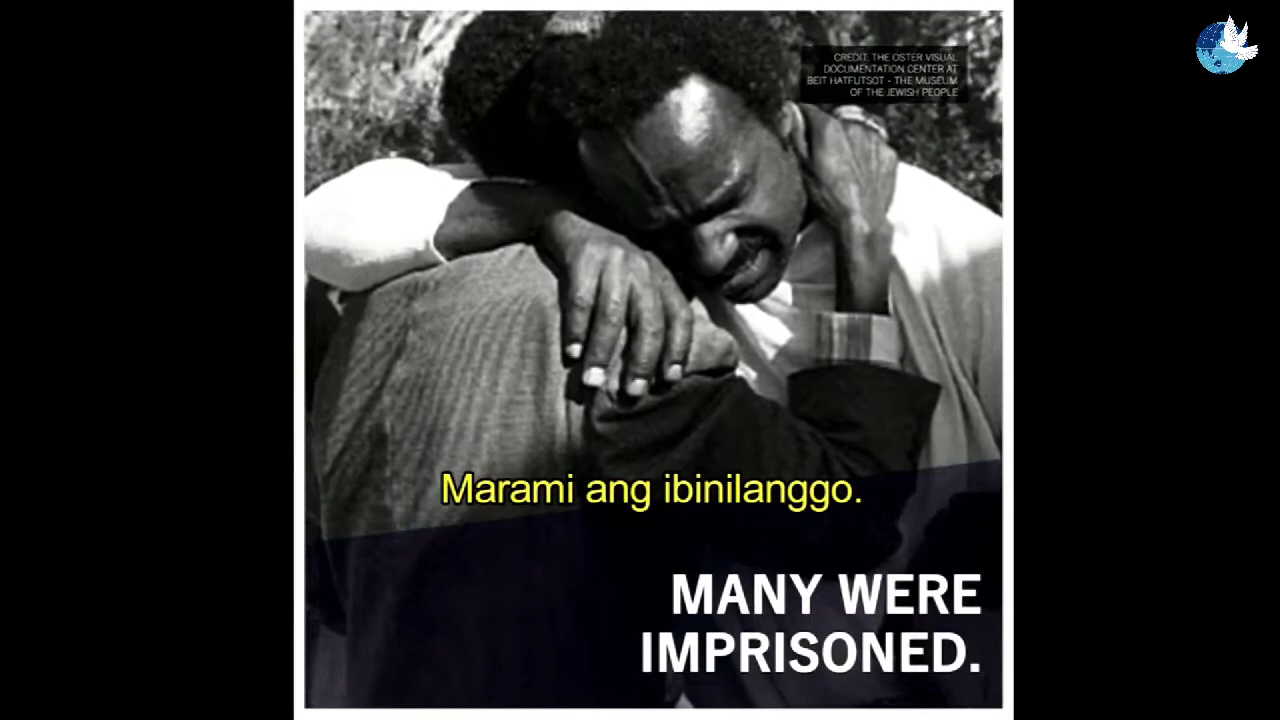 CREDIT: THE OSTER VISUAL
DOCUMENTATION CENTER AT
BEIT HATFUTSOT - THE MUSEUM
OF THE JEWISH PEOPLE
Marami ang ibinilanggo.
MANY WERE
IMPRISONED.